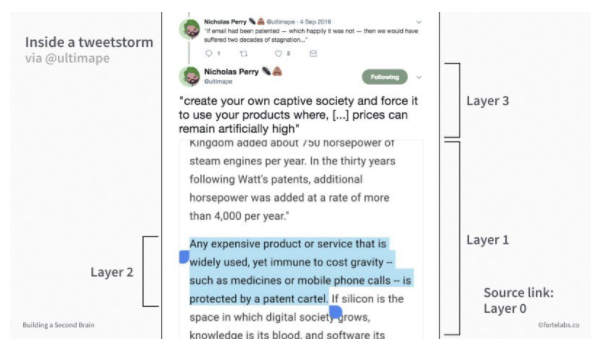 Inside a tweetstorm
via @ultimape
Nicholas Perry @ultimape · 4 Sep 2016
"If email had been patented — which happily it was not — then we would have
suffered two decades of stagnation..."
1
2
Nicholas Perry
@ultimape
Following
"create your own captive society and force it
to use your products where, [...] prices can
remain artificially high"
Kingdom added about 750 horsepower of
steam engines per year. In the thirty years
following Watt's patents, additional
horsepower was added at a rate of more
than 4,000 per year."
Any expensive product or service that is
widely used, yet immune to cost gravity --
such as medicines or mobile phone calls -- is
protected by a patent cartel. If silicon is the
space in which digital society grows,
knowledge is its blood, and software its
Layer 3
Layer 1
Layer 2
Source link:
Layer 0
Building a Second Brain
©fortelabs.co